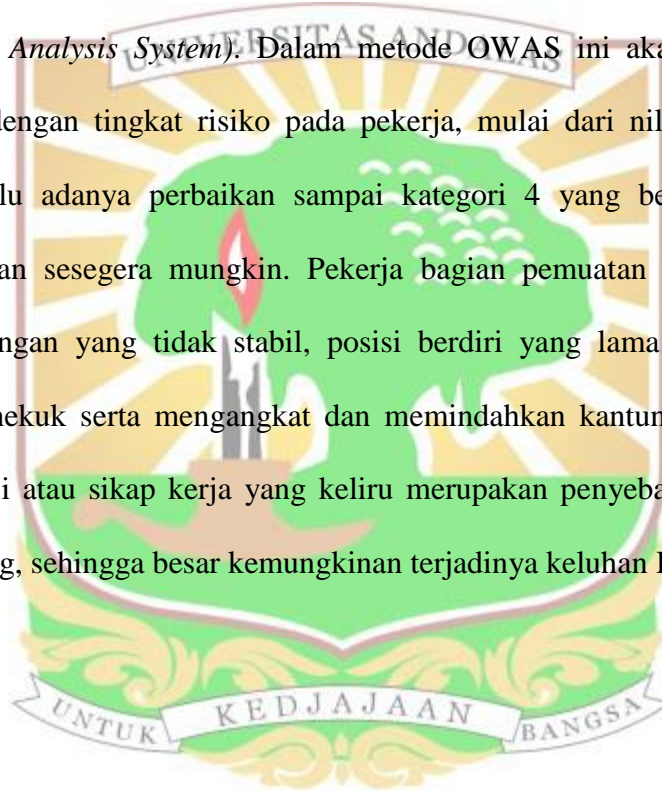 Analysis System). Dalam metode OWAS ini aka
UNIVERSITAS ANDALAS
dengan tingkat risiko pada pekerja, mulai dari nil
lu adanya perbaikan sampai kategori 4 yang be
an sesegera mungkin. Pekerja bagian pemuatan
ngan yang tidak stabil, posisi berdiri yang lama
nekuk serta mengangkat dan memindahkan kantun
i atau sikap kerja yang keliru merupakan penyeba
g, sehingga besar kemungkinan terjadinya keluhan
UNTUK KEDJAJAAN BANGSA